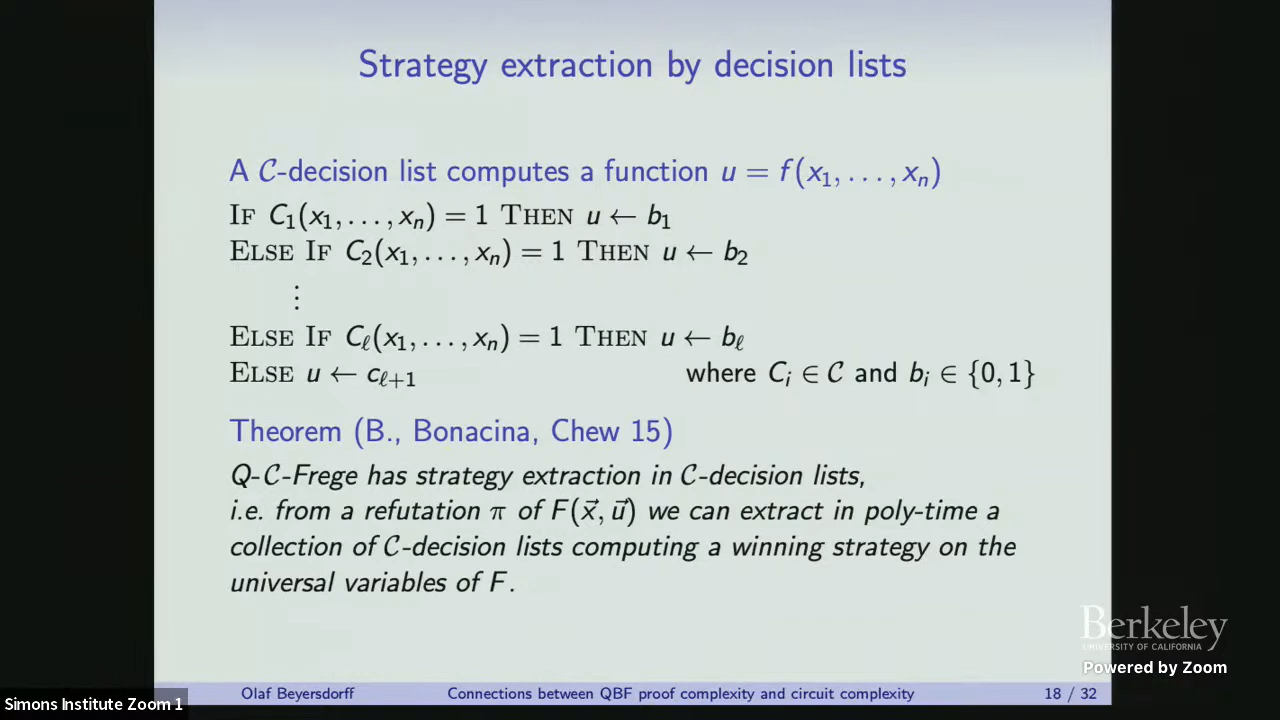 Strategy extraction by decision lists
A 𝒞-decision list computes a function u = f(x₁, . . . , xₙ)
IF C₁(x₁, . . . , xₙ) = 1 THEN u ← b₁
ELSE IF C₂(x₁, . . . , xₙ) = 1 THEN u ← b₂
⋮
ELSE IF Cℓ(x₁, . . . , xₙ) = 1 THEN u ← bℓ
ELSE u ← cℓ₊₁ where Cᵢ ∈ 𝒞 and bᵢ ∈ {0, 1}
Theorem (B., Bonacina, Chew 15)
Q-𝒞-Frege has strategy extraction in 𝒞-decision lists,
i.e. from a refutation π of F(x⃗, u⃗) we can extract in poly-time a
collection of 𝒞-decision lists computing a winning strategy on the
universal variables of F.
Berkeley
UNIVERSITY OF CALIFORNIA
Powered by Zoom
Olaf Beyersdorff Connections between QBF proof complexity and circuit complexity 18 / 32
Simons Institute Zoom 1